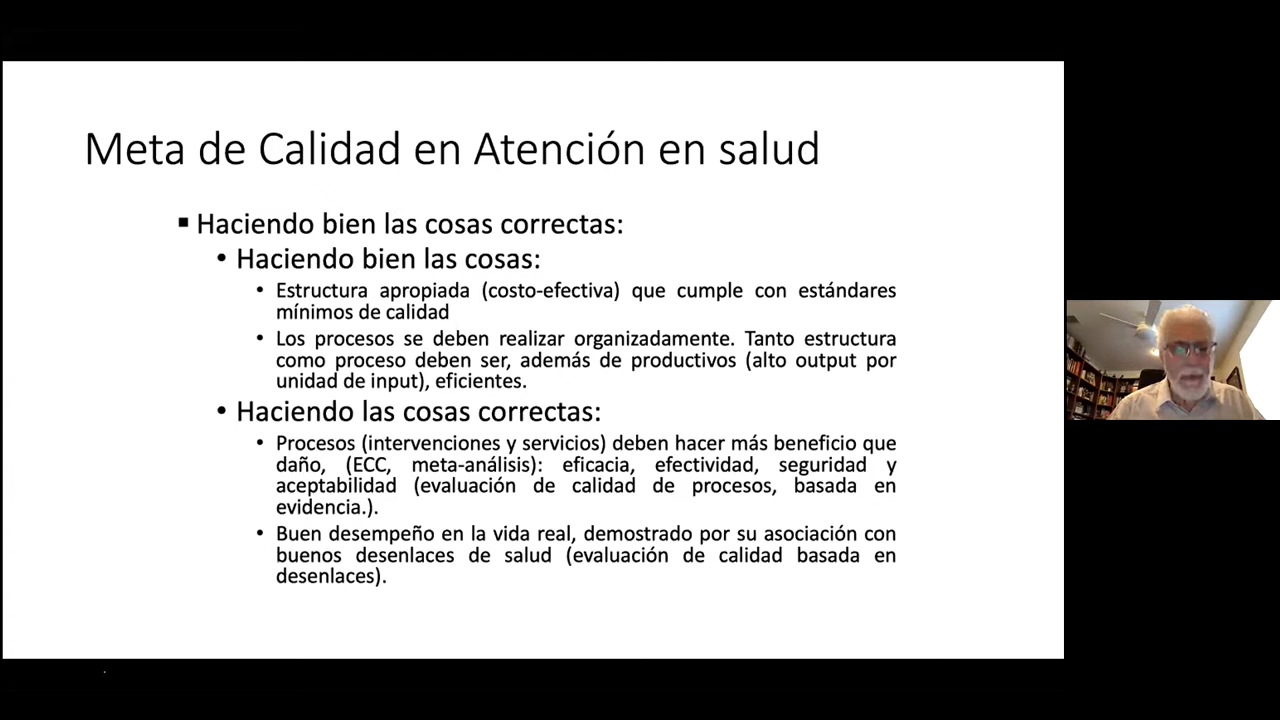 Meta de Calidad en Atención en salud
▪ Haciendo bien las cosas correctas:
• Haciendo bien las cosas:
• Estructura apropiada (costo-efectiva) que cumple con estándares
mínimos de calidad
• Los procesos se deben realizar organizadamente. Tanto estructura
como proceso deben ser, además de productivos (alto output por
unidad de input), eficientes.
• Haciendo las cosas correctas:
• Procesos (intervenciones y servicios) deben hacer más beneficio que
daño, (ECC, meta-análisis): eficacia, efectividad, seguridad y
aceptabilidad (evaluación de calidad de procesos, basada en
evidencia.).
• Buen desempeño en la vida real, demostrado por su asociación con
buenos desenlaces de salud (evaluación de calidad basada en
desenlaces).